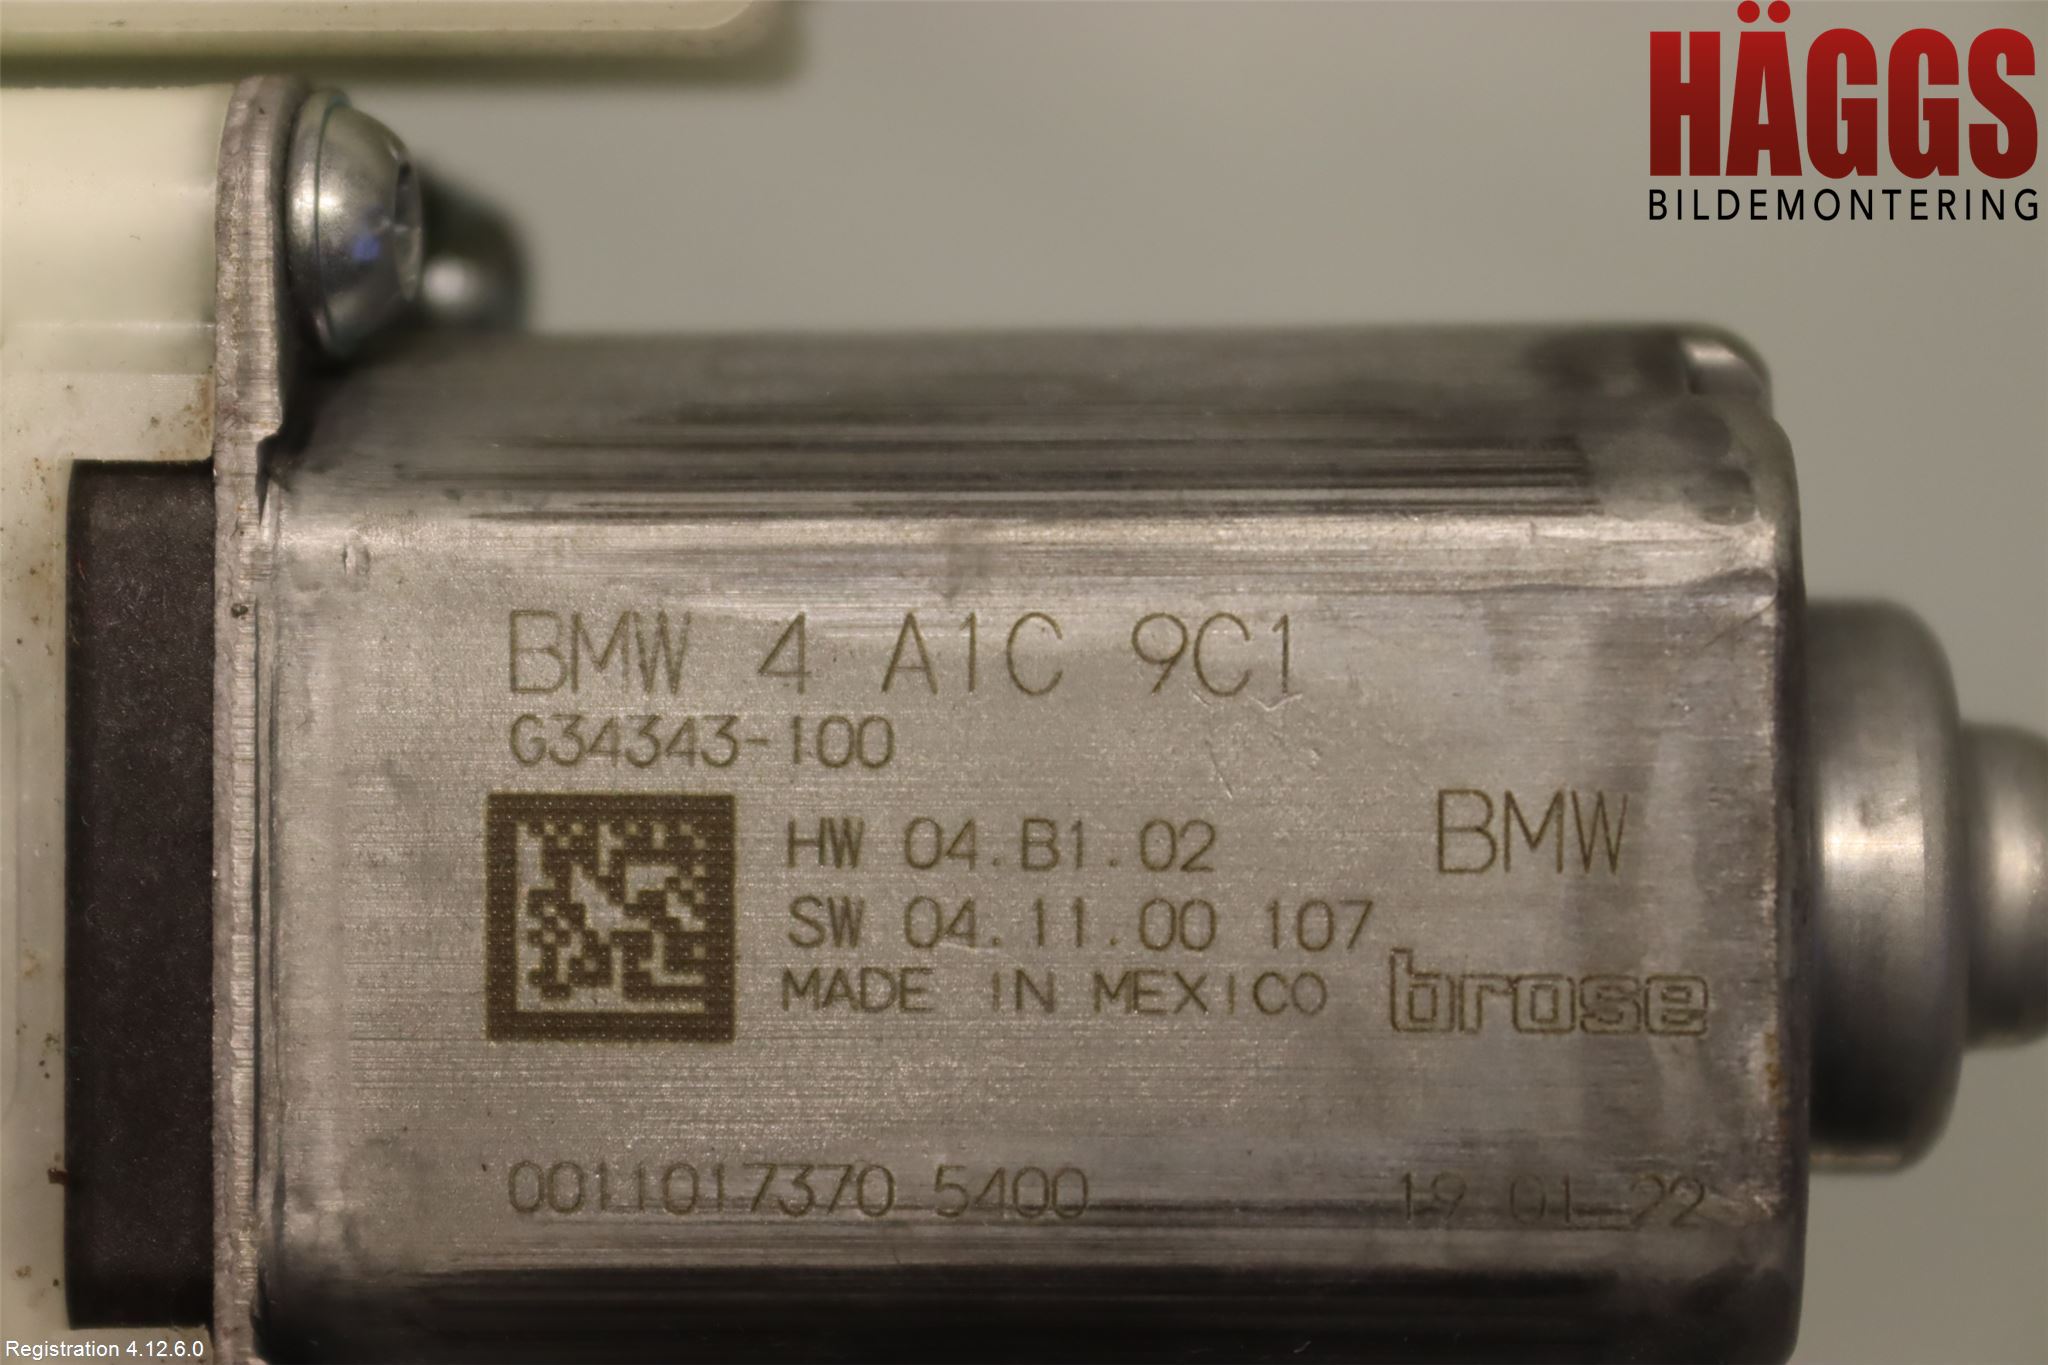 HÄGGS
BILDEMONTERING
BMW 4 A1C 9C1
G34343-100
HW 04.B1.02
BMW
SW 04.11.00 107
MADE IN MEXICO
brose
0011017370 5400
19 01 22
Registration 4.12.6.0